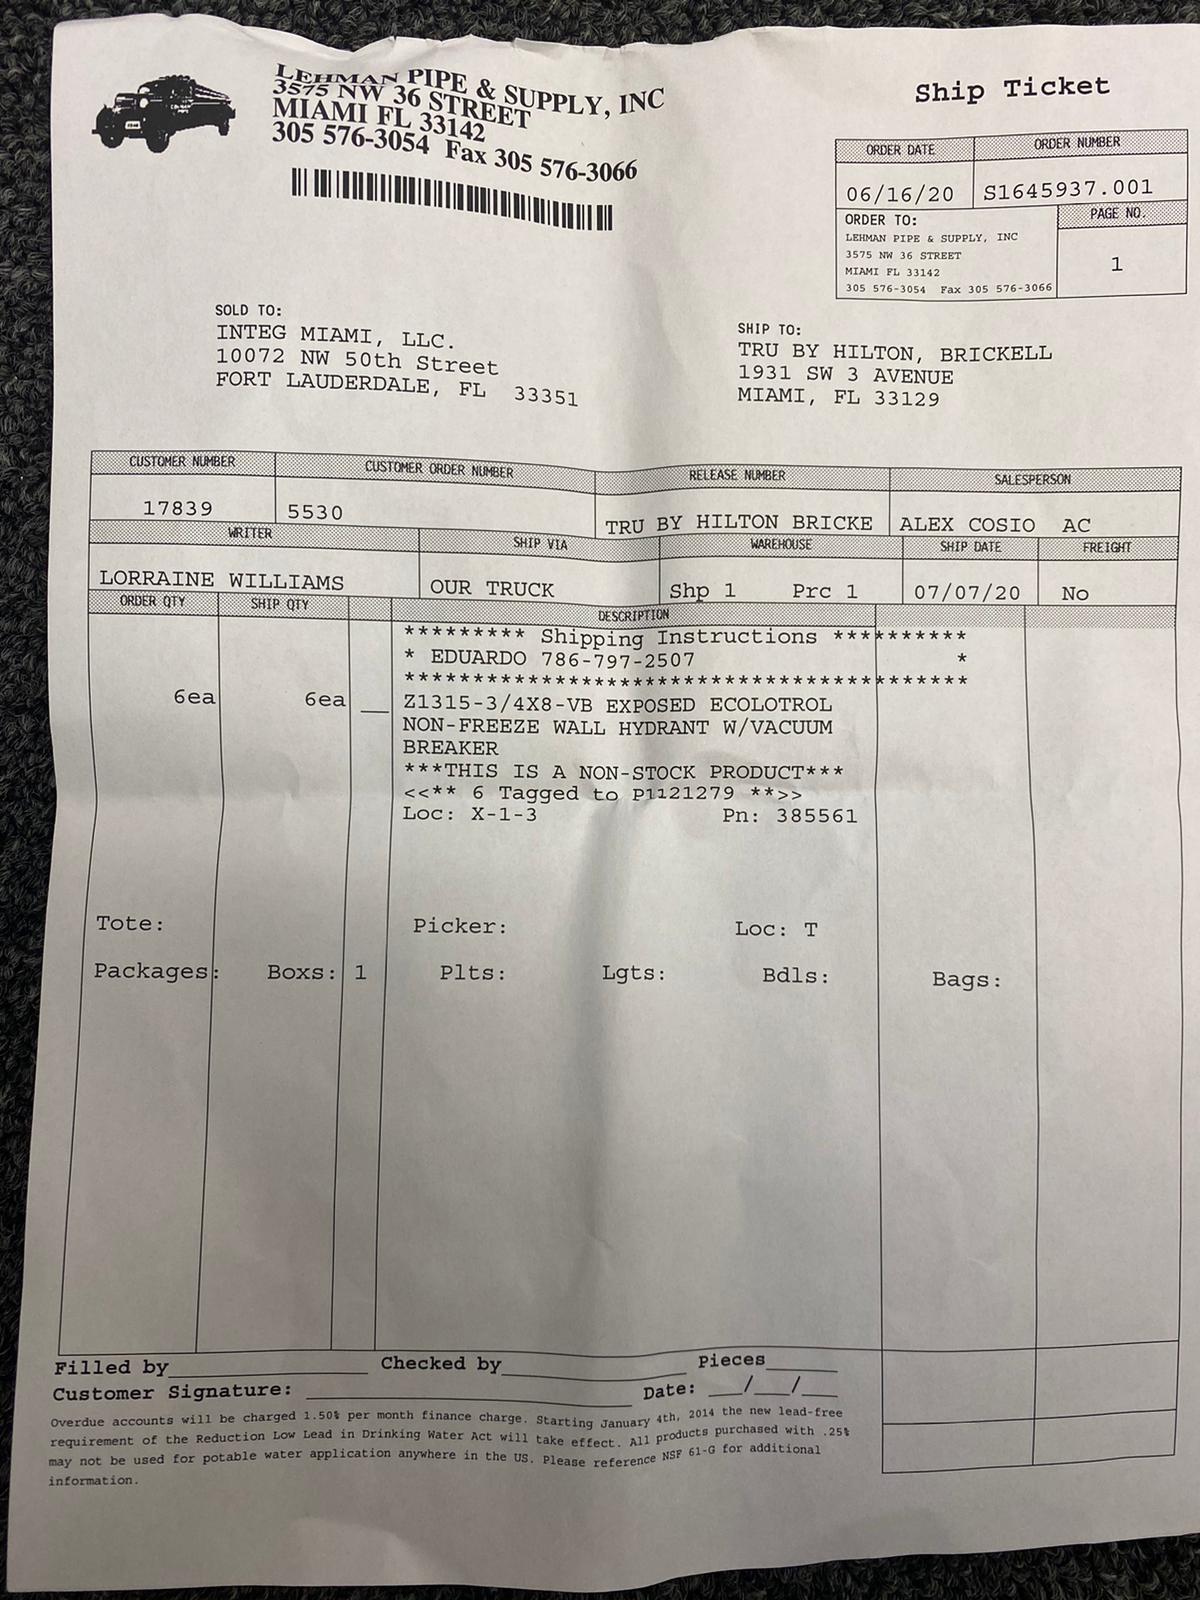 LEHMAN PIPE & SUPPLY, INC
3575 NW 36 STREET
MIAMI FL 33142
305 576-3054 Fax 305 576-3066
Ship Ticket
ORDER DATE ORDER NUMBER
06/16/20 S1645937.001
ORDER TO: PAGE NO.
LEHMAN PIPE & SUPPLY, INC
3575 NW 36 STREET
MIAMI FL 33142
305 576-3054 Fax 305 576-3066
1
SOLD TO:
INTEG MIAMI, LLC.
10072 NW 50th Street
FORT LAUDERDALE, FL 33351
SHIP TO:
TRU BY HILTON, BRICKELL
1931 SW 3 AVENUE
MIAMI, FL 33129
CUSTOMER NUMBER CUSTOMER ORDER NUMBER RELEASE NUMBER SALESPERSON
17839 5530 TRU BY HILTON BRICKE ALEX COSIO AC
WRITER SHIP VIA WAREHOUSE SHIP DATE FREIGHT
LORRAINE WILLIAMS OUR TRUCK Shp 1 Prc 1 07/07/20 No
ORDER QTY SHIP QTY DESCRIPTION
********* Shipping Instructions **********
* EDUARDO 786-797-2507 *
******************************************
6ea 6ea __ Z1315-3/4X8-VB EXPOSED ECOLOTROL
NON-FREEZE WALL HYDRANT W/VACUUM
BREAKER
***THIS IS A NON-STOCK PRODUCT***
<<** 6 Tagged to P1121279 **>>
Loc: X-1-3 Pn: 385561
Tote: Picker: Loc: T
Packages: Boxs: 1 Plts: Lgts: Bdls: Bags:
Filled by____________ Checked by____________ Pieces_____
Customer Signature: ____________________ Date: __/__/__
Overdue accounts will be charged 1.50% per month finance charge. Starting January 4th, 2014 the new lead-free
requirement of the Reduction Low Lead in Drinking Water Act will take effect. All products purchased with .25%
may not be used for potable water application anywhere in the US. Please reference NSF 61-G for additional
information.